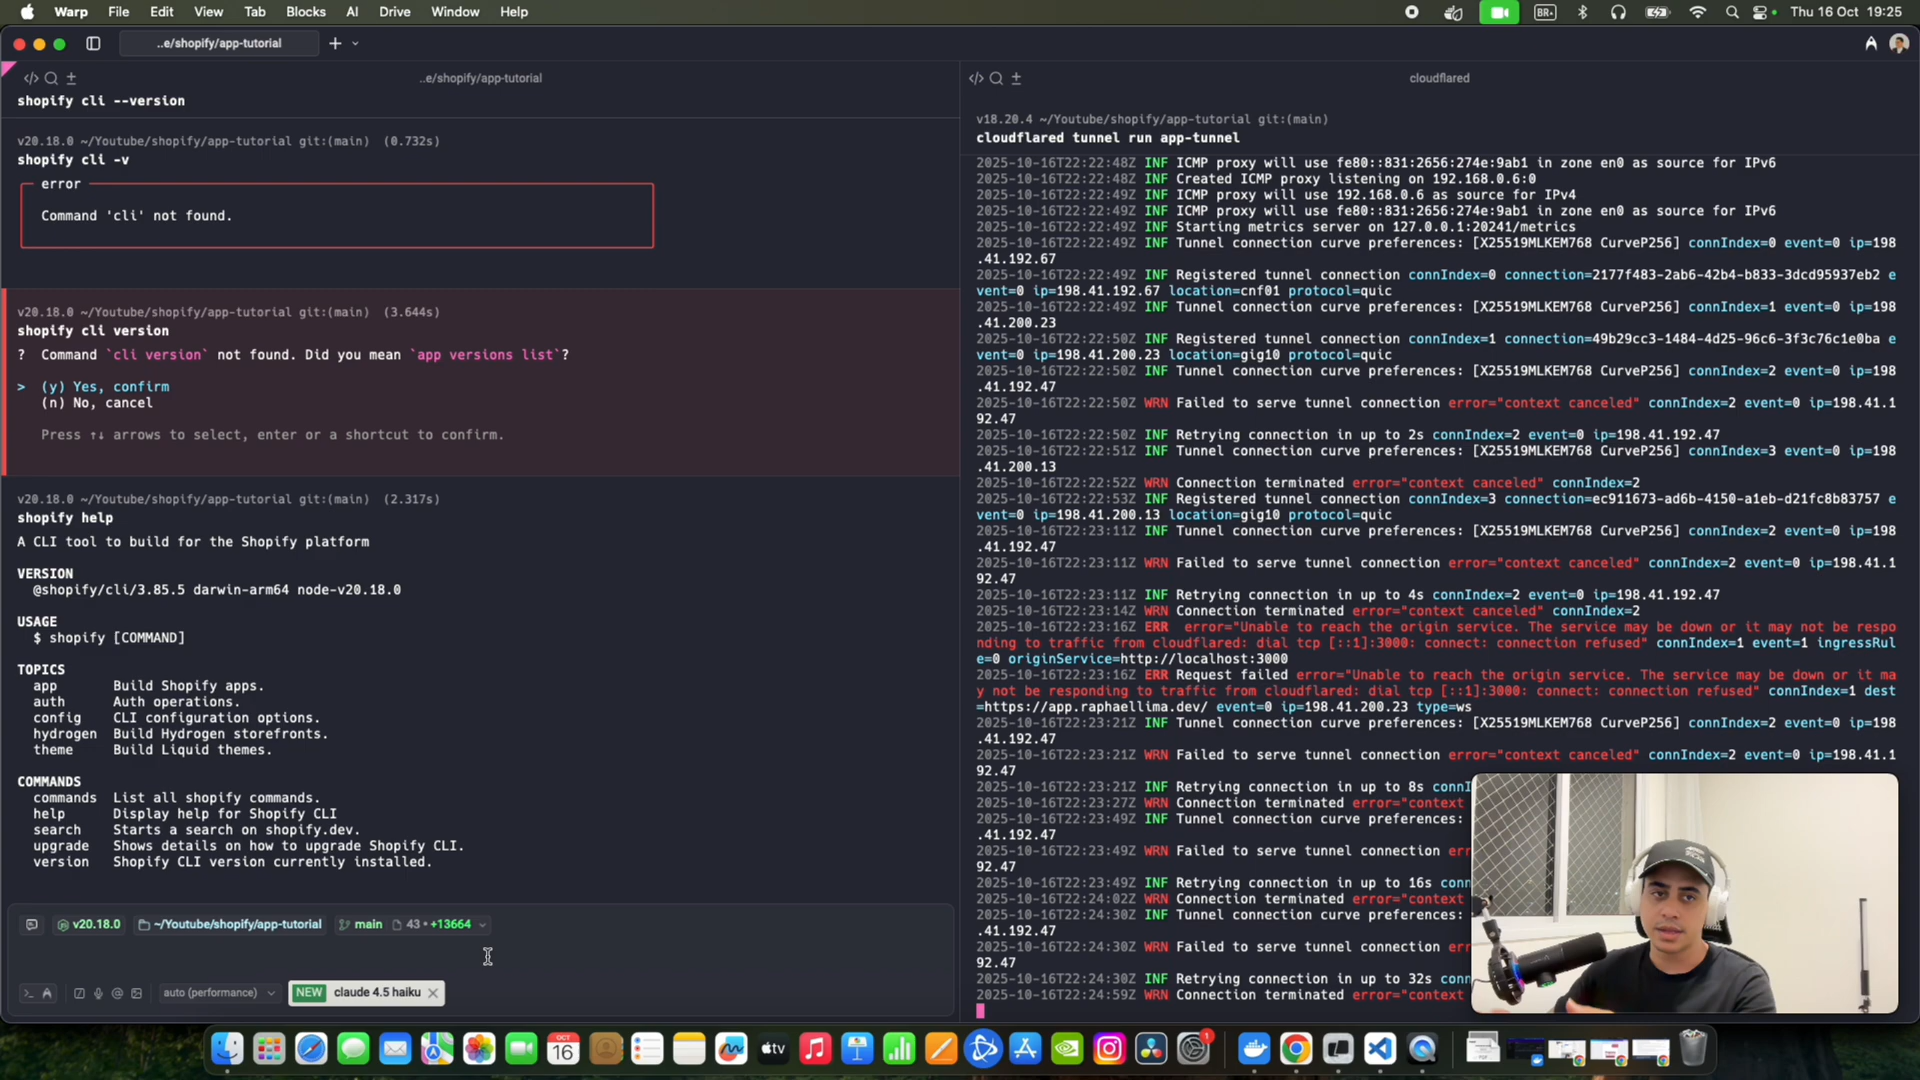 Warp File Edit View Tab Blocks AI Drive Window Help
BR
Thu 16 Oct 19:25
..e/shopify/app-tutorial
..e/shopify/app-tutorial
shopify cli --version
v20.18.0 ~/Youtube/shopify/app-tutorial git:(main) (0.732s)
shopify cli -v
error
Command 'cli' not found.
v20.18.0 ~/Youtube/shopify/app-tutorial git:(main) (3.644s)
shopify cli version
? Command `cli version` not found. Did you mean `app versions list`?
> (y) Yes, confirm
(n) No, cancel
Press ↑↓ arrows to select, enter or a shortcut to confirm.
v20.18.0 ~/Youtube/shopify/app-tutorial git:(main) (2.317s)
shopify help
A CLI tool to build for the Shopify platform
VERSION
@shopify/cli/3.85.5 darwin-arm64 node-v20.18.0
USAGE
$ shopify [COMMAND]
TOPICS
app Build Shopify apps.
auth Auth operations.
config CLI configuration options.
hydrogen Build Hydrogen storefronts.
theme Build Liquid themes.
COMMANDS
commands List all shopify commands.
help Display help for Shopify CLI
search Starts a search on shopify.dev.
upgrade Shows details on how to upgrade Shopify CLI.
version Shopify CLI version currently installed.
v20.18.0 ~/Youtube/shopify/app-tutorial main 43 • +13664
auto (performance) NEW claude 4.5 haiku
cloudflared
v18.20.4 ~/Youtube/shopify/app-tutorial git:(main)
cloudflared tunnel run app-tunnel
2025-10-16T22:22:48Z INF ICMP proxy will use fe80::831:2656:274e:9ab1 in zone en0 as source for IPv6
2025-10-16T22:22:48Z INF Created ICMP proxy listening on 192.168.0.6:0
2025-10-16T22:22:49Z INF ICMP proxy will use 192.168.0.6 as source for IPv4
2025-10-16T22:22:49Z INF ICMP proxy will use fe80::831:2656:274e:9ab1 in zone en0 as source for IPv6
2025-10-16T22:22:49Z INF Starting metrics server on 127.0.0.1:20241/metrics
2025-10-16T22:22:49Z INF Tunnel connection curve preferences: [X25519MLKEM768 CurveP256] connIndex=0 event=0 ip=198
.41.192.67
2025-10-16T22:22:49Z INF Registered tunnel connection connIndex=0 connection=2177f483-2ab6-42b4-b833-3dcd95937eb2 e
vent=0 ip=198.41.192.67 location=cnf01 protocol=quic
2025-10-16T22:22:49Z INF Tunnel connection curve preferences: [X25519MLKEM768 CurveP256] connIndex=1 event=0 ip=198
.41.200.23
2025-10-16T22:22:50Z INF Registered tunnel connection connIndex=1 connection=49b29cc3-1484-4d25-96c6-3f3c76c1e0ba e
vent=0 ip=198.41.200.23 location=gig10 protocol=quic
2025-10-16T22:22:50Z INF Tunnel connection curve preferences: [X25519MLKEM768 CurveP256] connIndex=2 event=0 ip=198
.41.192.47
2025-10-16T22:22:50Z WRN Failed to serve tunnel connection error="context canceled" connIndex=2 event=0 ip=198.41.1
92.47
2025-10-16T22:22:50Z INF Retrying connection in up to 2s connIndex=2 event=0 ip=198.41.192.47
2025-10-16T22:22:51Z INF Tunnel connection curve preferences: [X25519MLKEM768 CurveP256] connIndex=3 event=0 ip=198
.41.200.13
2025-10-16T22:22:52Z WRN Connection terminated error="context canceled" connIndex=2
2025-10-16T22:22:53Z INF Registered tunnel connection connIndex=3 connection=ec911673-ad6b-4150-a1eb-d21fc8b83757 e
vent=0 ip=198.41.200.13 location=gig10 protocol=quic
2025-10-16T22:23:11Z INF Tunnel connection curve preferences: [X25519MLKEM768 CurveP256] connIndex=2 event=0 ip=198
.41.192.47
2025-10-16T22:23:11Z WRN Failed to serve tunnel connection error="context canceled" connIndex=2 event=0 ip=198.41.1
92.47
2025-10-16T22:23:11Z INF Retrying connection in up to 4s connIndex=2 event=0 ip=198.41.192.47
2025-10-16T22:23:14Z WRN Connection terminated error="context canceled" connIndex=2
2025-10-16T22:23:16Z ERR error="Unable to reach the origin service. The service may be down or it may not be respo
nding to traffic from cloudflared: dial tcp [::1]:3000: connect: connection refused" connIndex=1 event=1 ingressRul
e=0 originService=http://localhost:3000
2025-10-16T22:23:16Z ERR Request failed error="Unable to reach the origin service. The service may be down or it ma
y not be responding to traffic from cloudflared: dial tcp [::1]:3000: connect: connection refused" connIndex=1 dest
=https://app.raphaellima.dev/ event=0 ip=198.41.200.23 type=ws
2025-10-16T22:23:21Z INF Tunnel connection curve preferences: [X25519MLKEM768 CurveP256] connIndex=2 event=0 ip=198
.41.192.47
2025-10-16T22:23:21Z WRN Failed to serve tunnel connection error="context canceled" connIndex=2 event=0 ip=198.41.1
92.47
2025-10-16T22:23:21Z INF Retrying connection in up to 8s connI
2025-10-16T22:23:27Z WRN Connection terminated error="context
2025-10-16T22:23:49Z INF Tunnel connection curve preferences:
.41.192.47
2025-10-16T22:23:49Z WRN Failed to serve tunnel connection err
92.47
2025-10-16T22:23:49Z INF Retrying connection in up to 16s con
2025-10-16T22:24:02Z WRN Connection terminated error="context
2025-10-16T22:24:30Z INF Tunnel connection curve preferences:
.41.192.47
2025-10-16T22:24:30Z WRN Failed to serve tunnel connection err
92.47
2025-10-16T22:24:30Z INF Retrying connection in up to 32s con
2025-10-16T22:24:59Z WRN Connection terminated error="context
OCT
16
tv
1